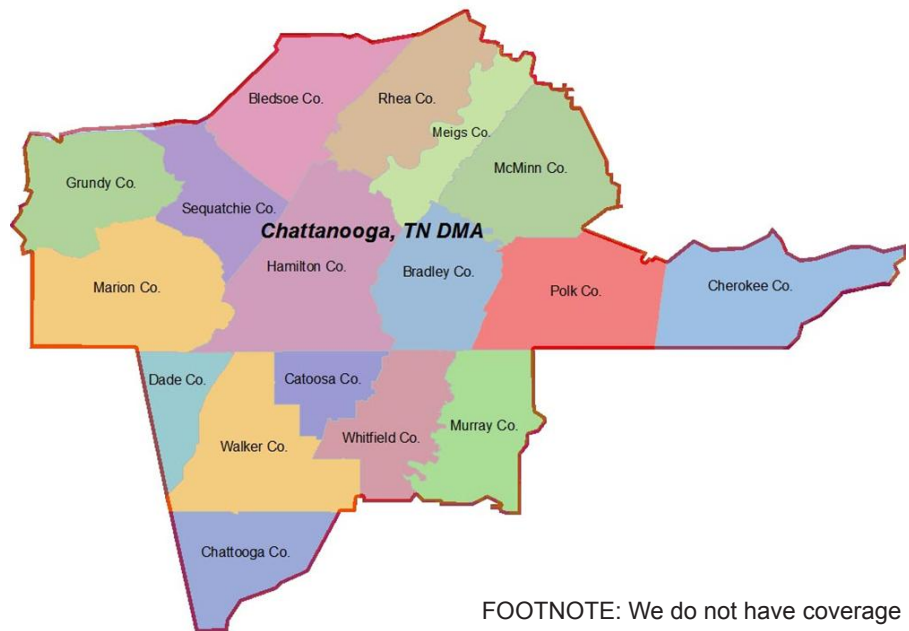 Bledsoe Co.
Rhea Co.
Meigs Co.
McMinn Co.
Grundy Co.
Sequatchie Co.
Chattanooga, TN DMA
Hamilton Co.
Bradley Co.
Marion Co.
Polk Co.
Cherokee Co.
Dade Co.
Catoosa Co.
Walker Co.
Whitfield Co.
Murray Co.
Chattooga Co.
FOOTNOTE: We do not have coverage